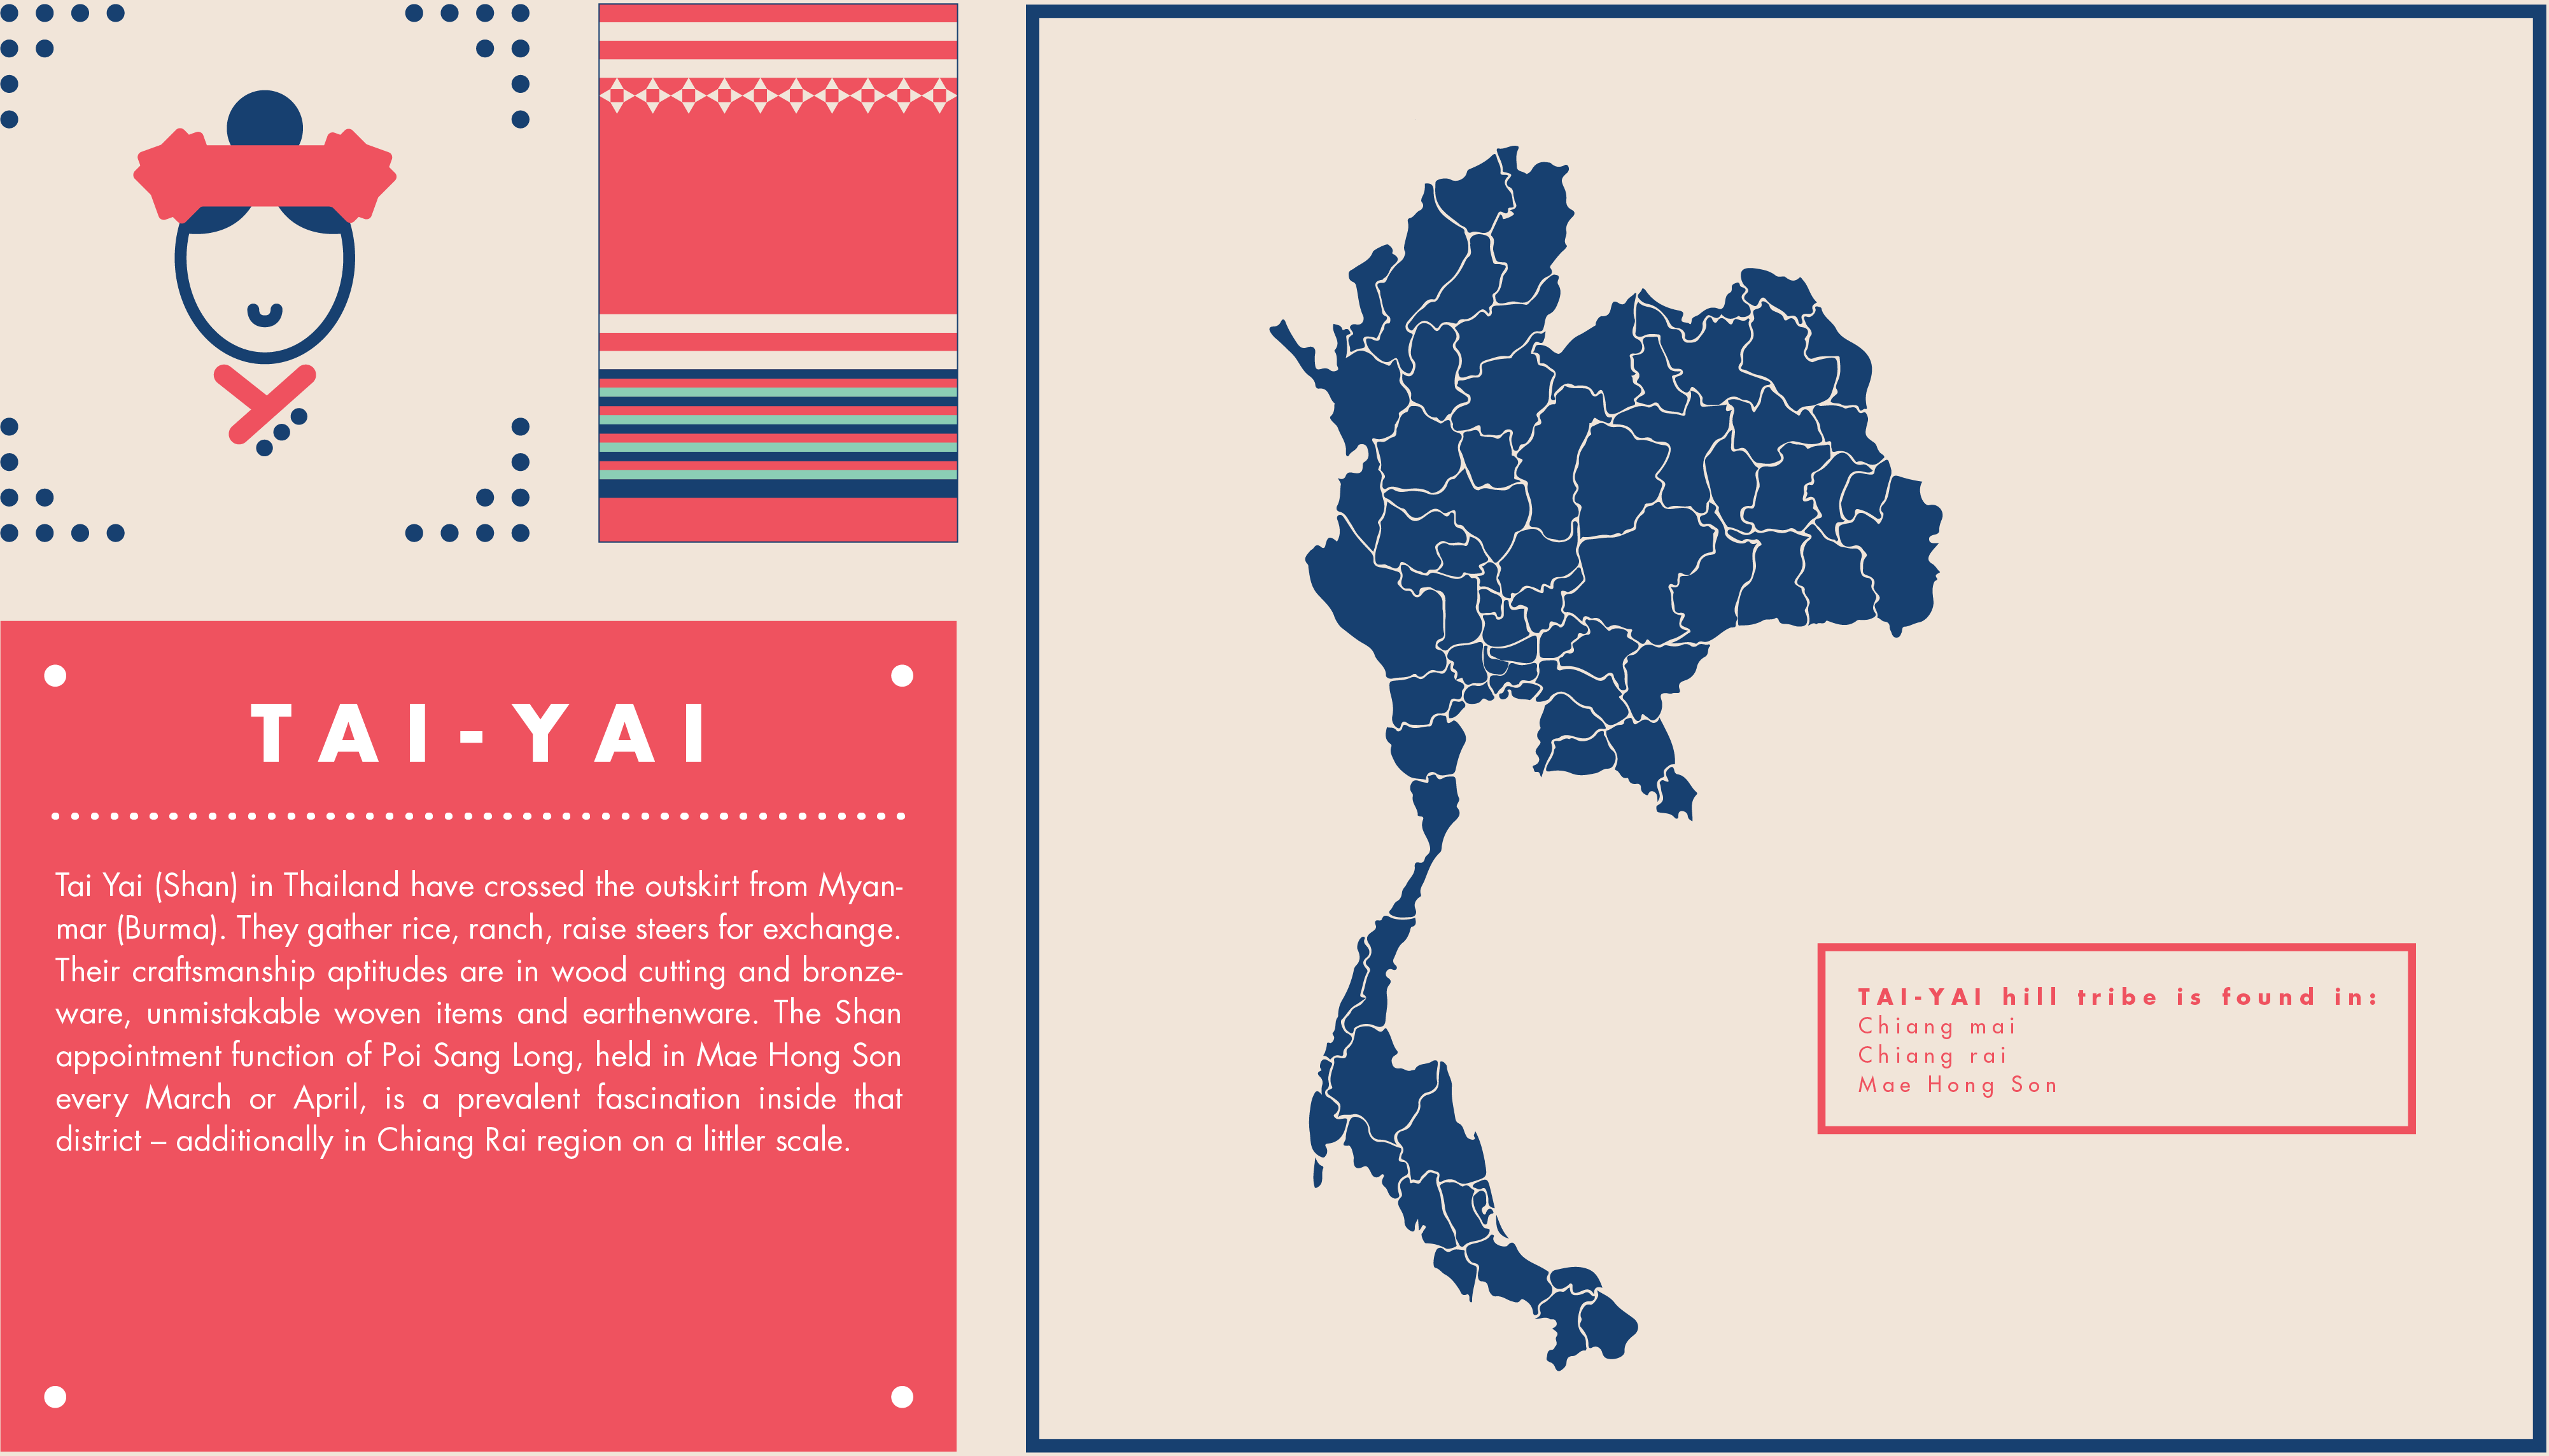 TAI-YAI
Tai Yai (Shan) in Thailand have crossed the outskirt from Myan-
mar (Burma). They gather rice, ranch, raise steers for exchange.
Their craftsmanship aptitudes are in wood cutting and bronze-
ware, unmistakable woven items and earthenware. The Shan
appointment function of Poi Sang Long, held in Mae Hong Son
every March or April, is a prevalent fascination inside that
district – additionally in Chiang Rai region on a littler scale.
TAI-YAI hill tribe is found in:
Chiang mai
Chiang rai
Mae Hong Son